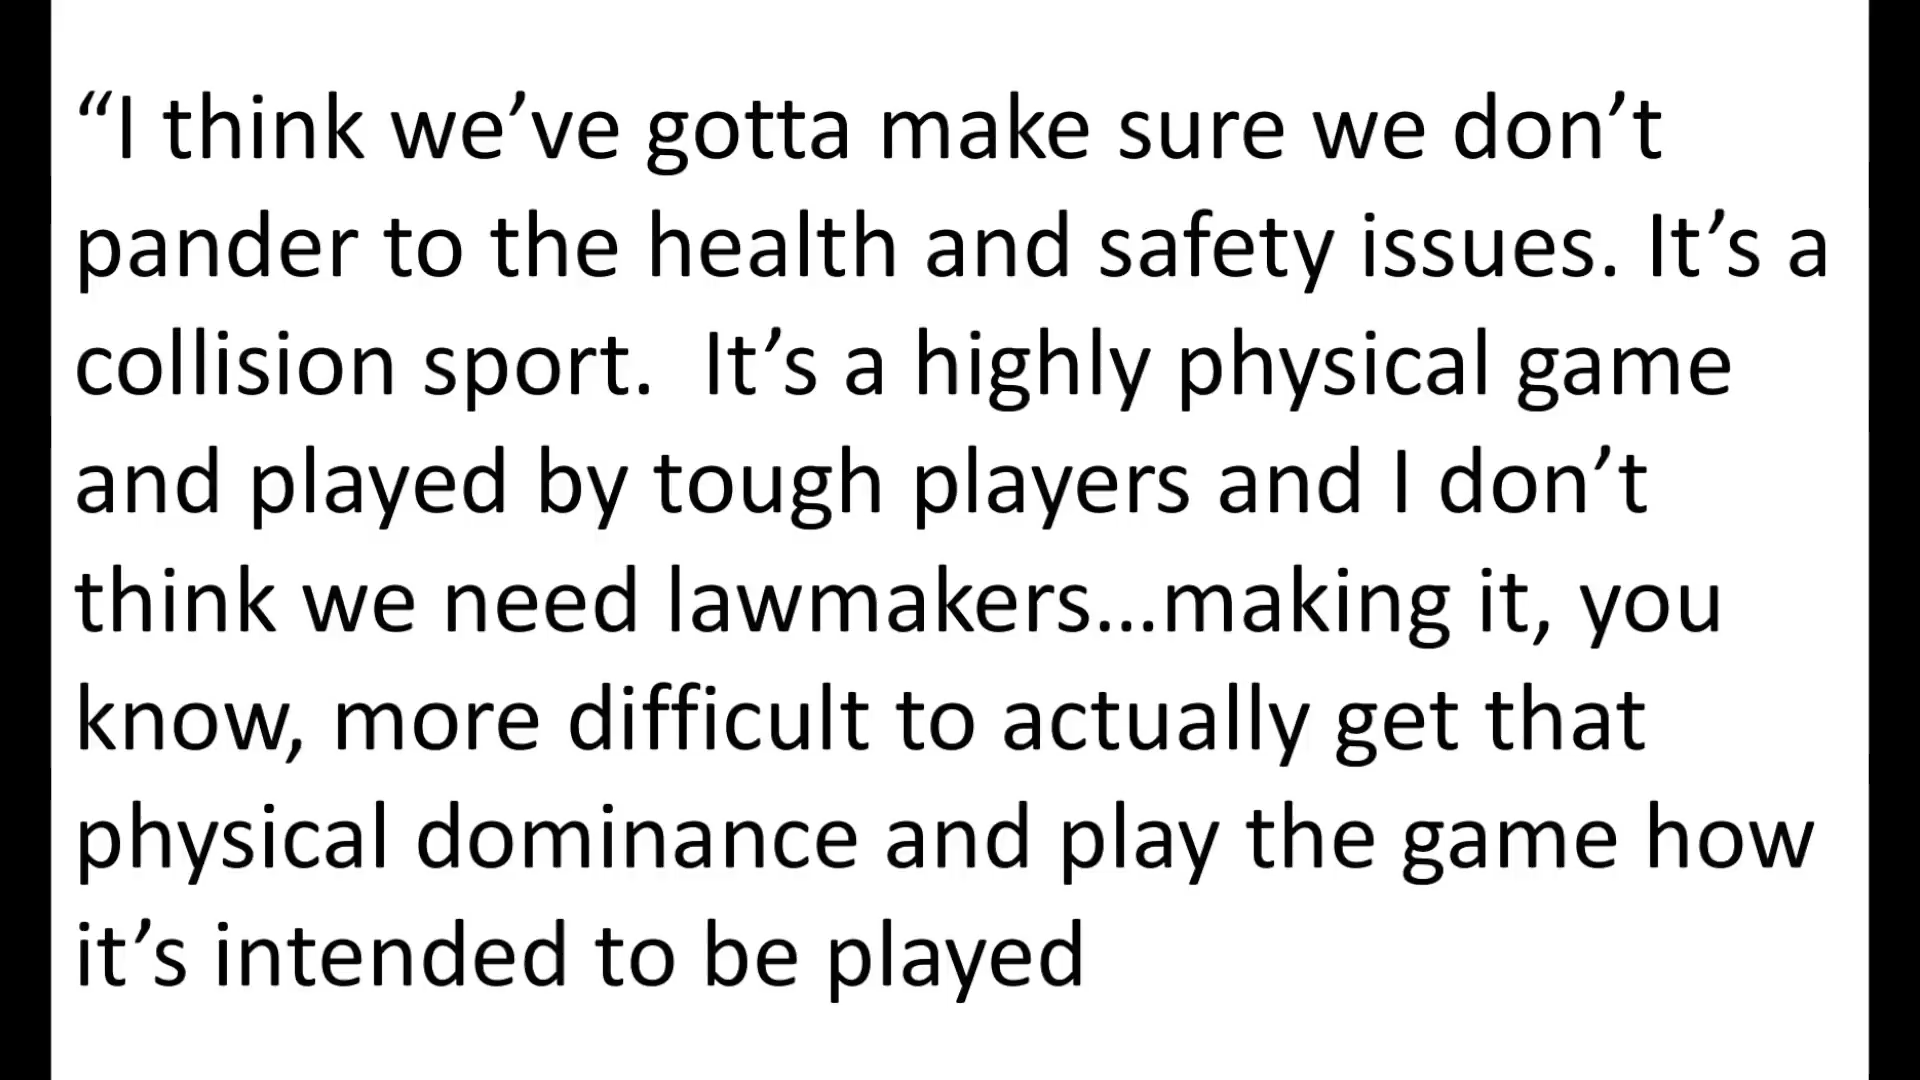 “I think we’ve gotta make sure we don’t
pander to the health and safety issues. It’s a
collision sport.  It’s a highly physical game
and played by tough players and I don’t
think we need lawmakers…making it, you
know, more difficult to actually get that
physical dominance and play the game how
it’s intended to be played